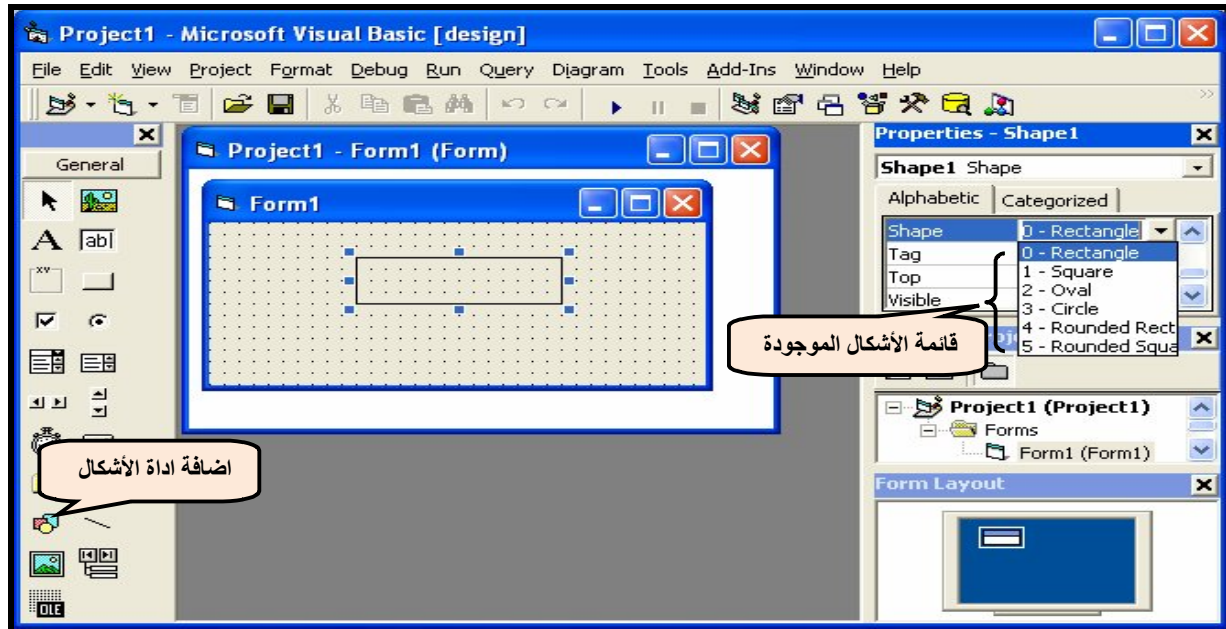 Project1 - Microsoft Visual Basic [design]
File Edit View Project Format Debug Run Query Diagram Tools Add-Ins Window Help
General
A
ab
xv
OLE
Project1 - Form1 (Form)
Form1
Properties - Shape1
Shape1 Shape
Alphabetic Categorized
Shape 0 - Rectangle
Tag
Top
Visible
0 - Rectangle
1 - Square
2 - Oval
3 - Circle
4 - Rounded Rect
5 - Rounded Squa
قائمة الأشكال الموجودة
اضافة اداة الأشكال
Project1 (Project1)
Forms
Form1 (Form1)
Form Layout